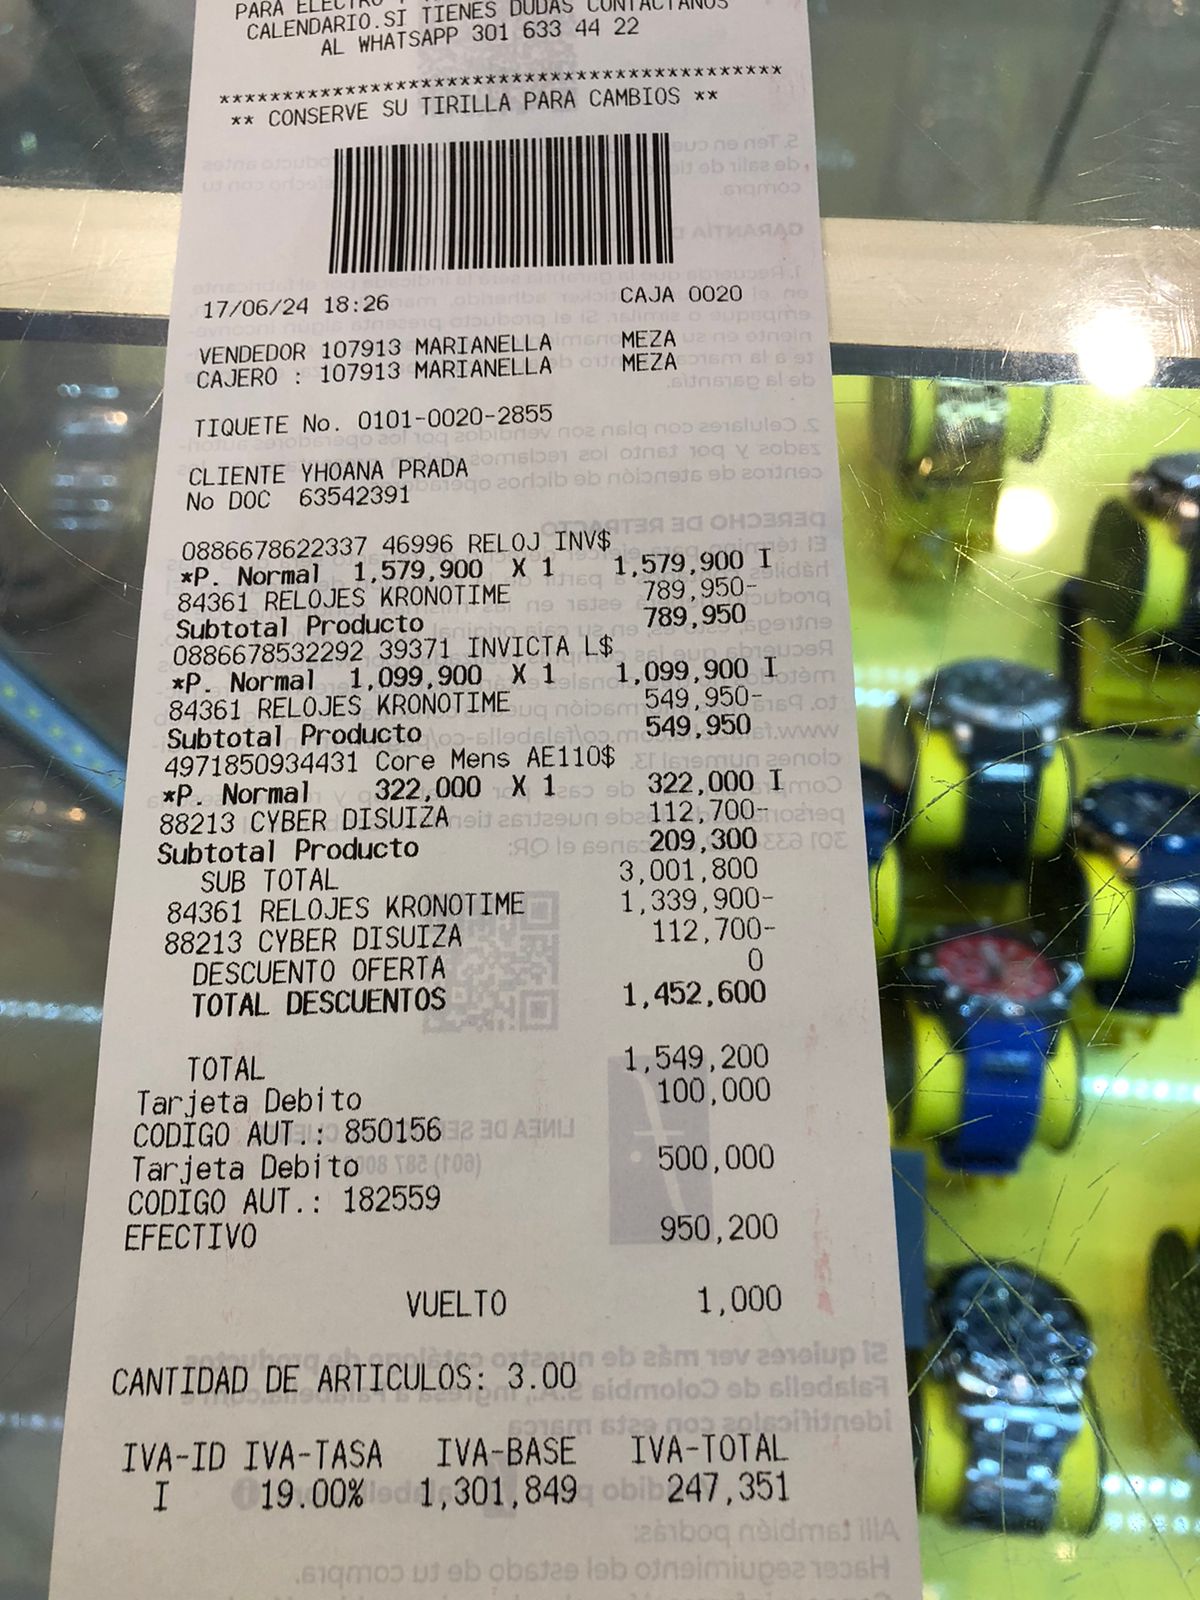 PARA ELECTRO
CALENDARIO.SI TIENES DUDAS CONTACTANOS
AL WHATSAPP 301 633 44 22
********************************************
** CONSERVE SU TIRILLA PARA CAMBIOS **
17/06/24 18:26 CAJA 0020
VENDEDOR 107913 MARIANELLA MEZA
CAJERO : 107913 MARIANELLA MEZA
TIQUETE No. 0101-0020-2855
CLIENTE YHOANA PRADA
No DOC 63542391
0886678622337 46996 RELOJ INV$
*P. Normal 1,579,900 X 1 1,579,900 I
84361 RELOJES KRONOTIME 789,950-
Subtotal Producto 789,950
0886678532292 39371 INVICTA L$
*P. Normal 1,099,900 X 1 1,099,900 I
84361 RELOJES KRONOTIME 549,950-
Subtotal Producto 549,950
4971850934431 Core Mens AE110$
*P. Normal 322,000 X 1 322,000 I
88213 CYBER DISUIZA 112,700-
Subtotal Producto 209,300
SUB TOTAL 3,001,800
84361 RELOJES KRONOTIME 1,339,900-
88213 CYBER DISUIZA 112,700-
DESCUENTO OFERTA 0
TOTAL DESCUENTOS 1,452,600
TOTAL 1,549,200
Tarjeta Debito 100,000
CODIGO AUT.: 850156
Tarjeta Debito 500,000
CODIGO AUT.: 182559
EFECTIVO 950,200
VUELTO 1,000
CANTIDAD DE ARTICULOS: 3.00
IVA-ID IVA-TASA IVA-BASE IVA-TOTAL
I 19.00% 1,301,849 247,351